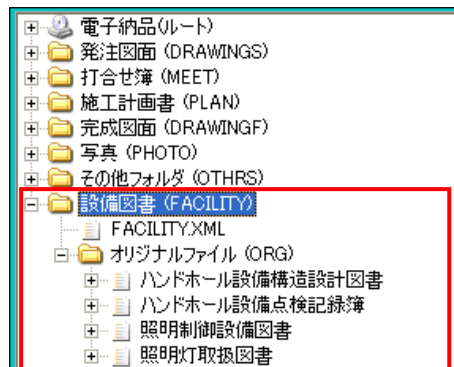 電子納品(ルート)
発注図面 (DRAWINGS)
打合せ簿 (MEET)
施工計画書 (PLAN)
完成図面 (DRAWINGF)
写真 (PHOTO)
その他フォルダ (OTHRS)
設備図書 (FACILITY)
FACILITY.XML
オリジナルファイル (ORG)
ハンドホール設備構造設計図書
ハンドホール設備点検記録簿
照明制御設備図書
照明灯取扱図書